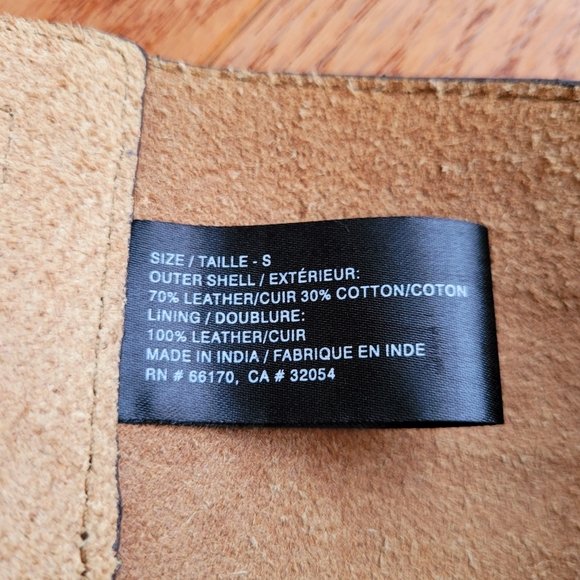 SIZE / TAILLE - S
OUTER SHELL / EXTÉRIEUR:
70% LEATHER/CUIR 30% COTTON/COTON
LINING / DOUBLURE:
100% LEATHER/CUIR
MADE IN INDIA / FABRIQUE EN INDE
RN # 66170, CA # 32054